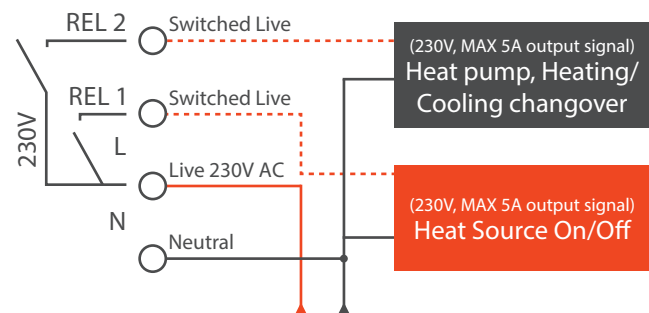 REL 2
Switched Live
(230V, MAX 5A output signal)
Heat pump, Heating/
Cooling changover
REL 1
Switched Live
230V
L
Live 230V AC
(230V, MAX 5A output signal)
Heat Source On/Off
N
Neutral